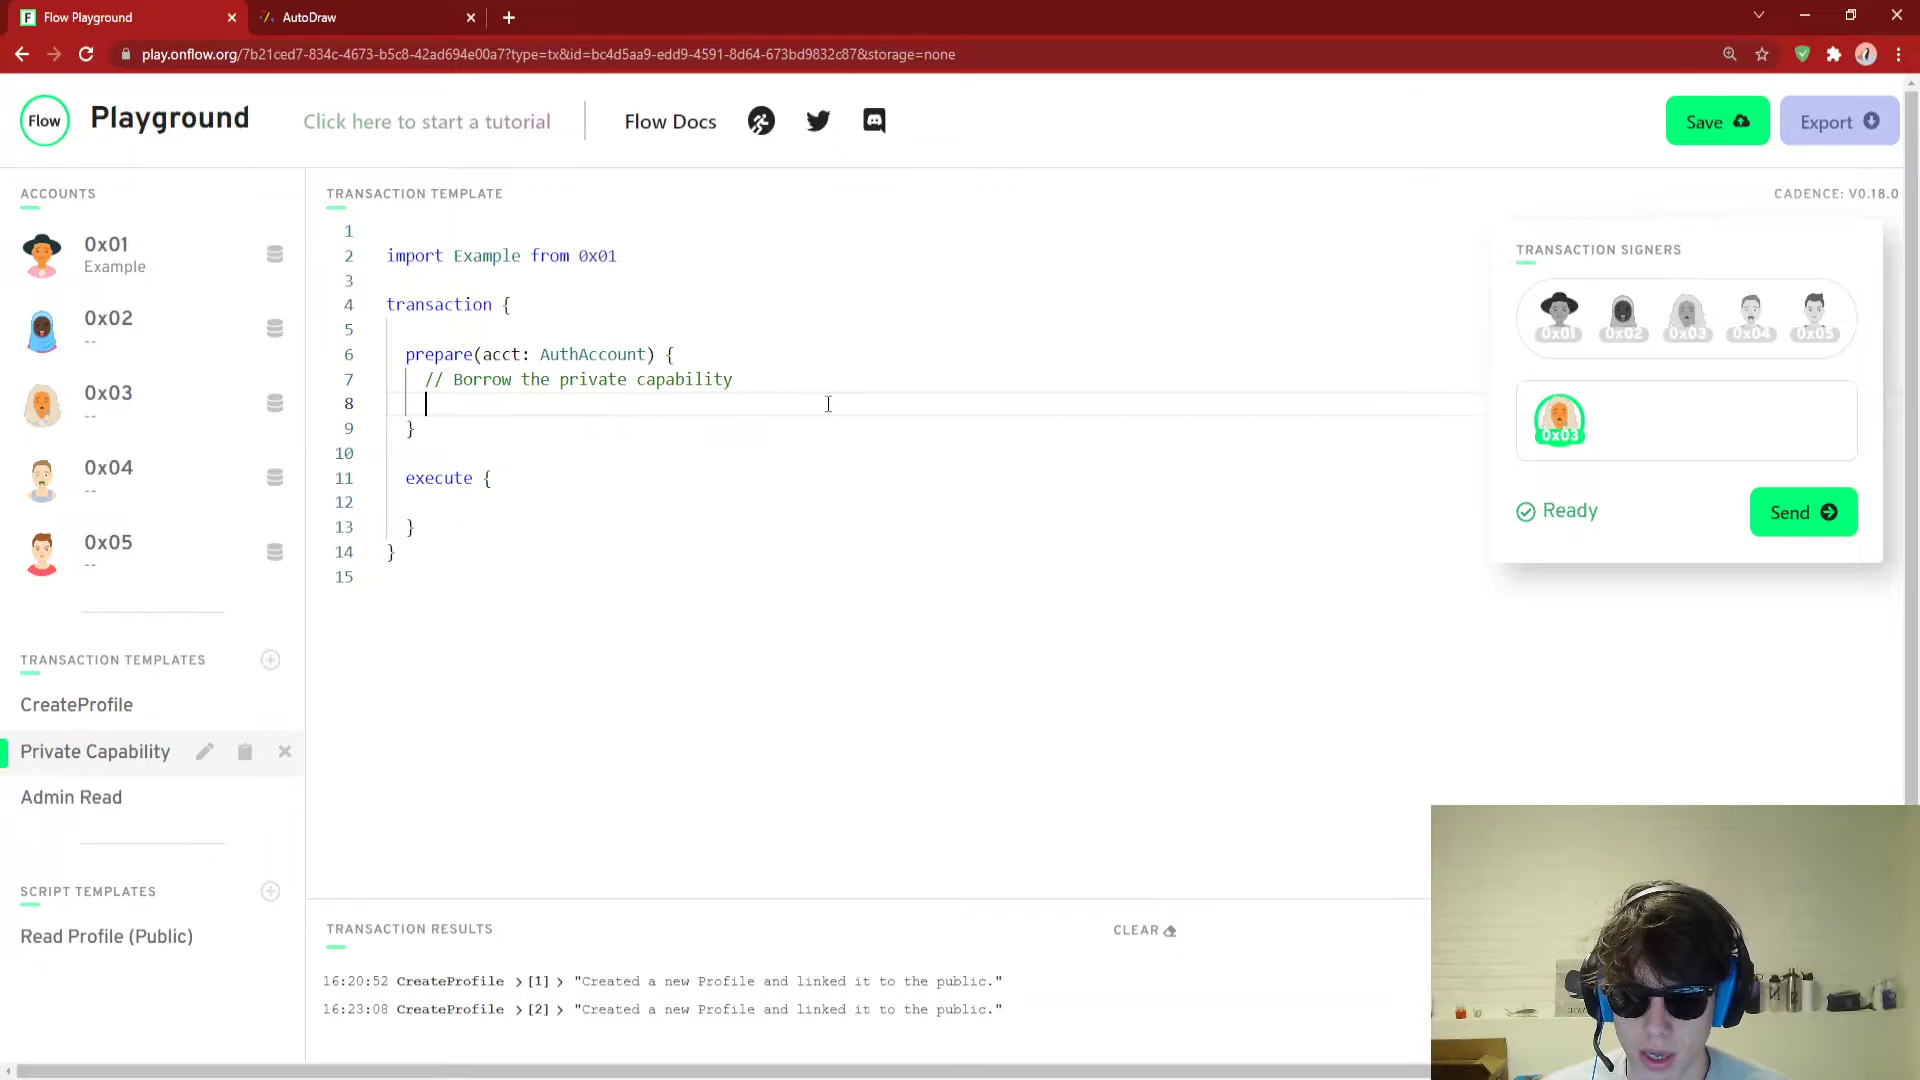 Flow Playground
AutoDraw
play.onflow.org/7b21ced7-834c-4673-b5c8-42ad694e00a7?type=tx&id=bc4d5aa9-edd9-4591-8d64-673bd9832c87&storage=none
Flow
Playground
Click here to start a tutorial
Flow Docs
Save
Export
ACCOUNTS
0x01
Example
0x02
--
0x03
--
0x04
--
0x05
--
TRANSACTION TEMPLATES
CreateProfile
Private Capability
Admin Read
SCRIPT TEMPLATES
Read Profile (Public)
TRANSACTION TEMPLATE
CADENCE: V0.18.0
1
2 import Example from 0x01
3
4 transaction {
5
6 prepare(acct: AuthAccount) {
7 // Borrow the private capability
8
9 }
10
11 execute {
12
13 }
14 }
15
TRANSACTION SIGNERS
0x01 0x02 0x03 0x04 0x05
0x03
Ready
Send
TRANSACTION RESULTS
CLEAR
16:20:52 CreateProfile > [1] > "Created a new Profile and linked it to the public."
16:23:08 CreateProfile > [2] > "Created a new Profile and linked it to the public."